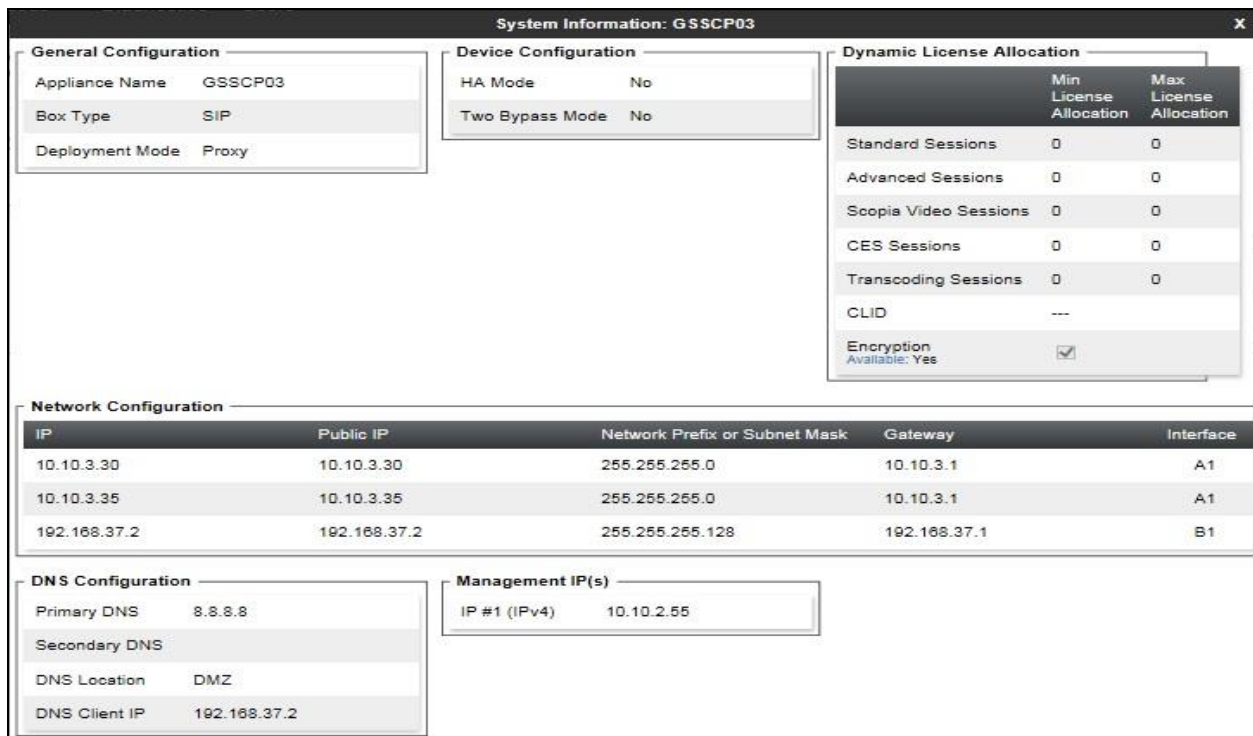 System Information: GSSCP03 X
General Configuration
Appliance Name GSSCP03
Box Type SIP
Deployment Mode Proxy
Device Configuration
HA Mode No
Two Bypass Mode No
Dynamic License Allocation
Min License Allocation Max License Allocation
Standard Sessions 0 0
Advanced Sessions 0 0
Scopia Video Sessions 0 0
CES Sessions 0 0
Transcoding Sessions 0 0
CLID ---
Encryption
Available: Yes
Network Configuration
IP Public IP Network Prefix or Subnet Mask Gateway Interface
10.10.3.30 10.10.3.30 255.255.255.0 10.10.3.1 A1
10.10.3.35 10.10.3.35 255.255.255.0 10.10.3.1 A1
192.168.37.2 192.168.37.2 255.255.255.128 192.168.37.1 B1
DNS Configuration
Primary DNS 8.8.8.8
Secondary DNS
DNS Location DMZ
DNS Client IP 192.168.37.2
Management IP(s)
IP #1 (IPv4) 10.10.2.55